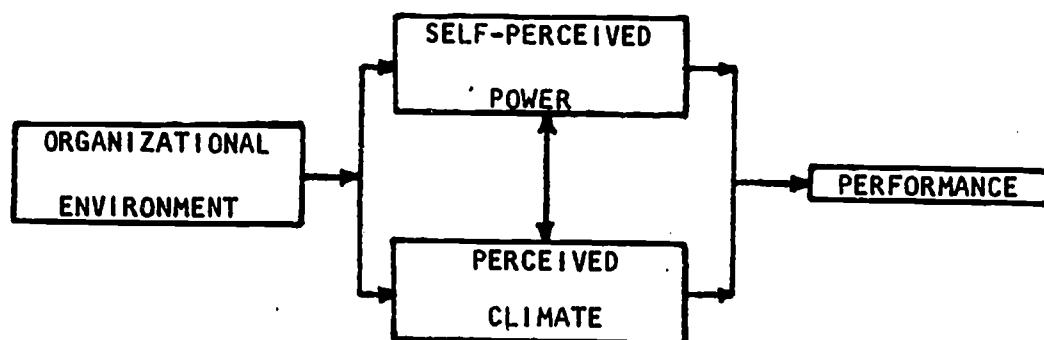 SELF-PERCEIVED
POWER
ORGANIZATIONAL
ENVIRONMENT
PERFORMANCE
PERCEIVED
CLIMATE